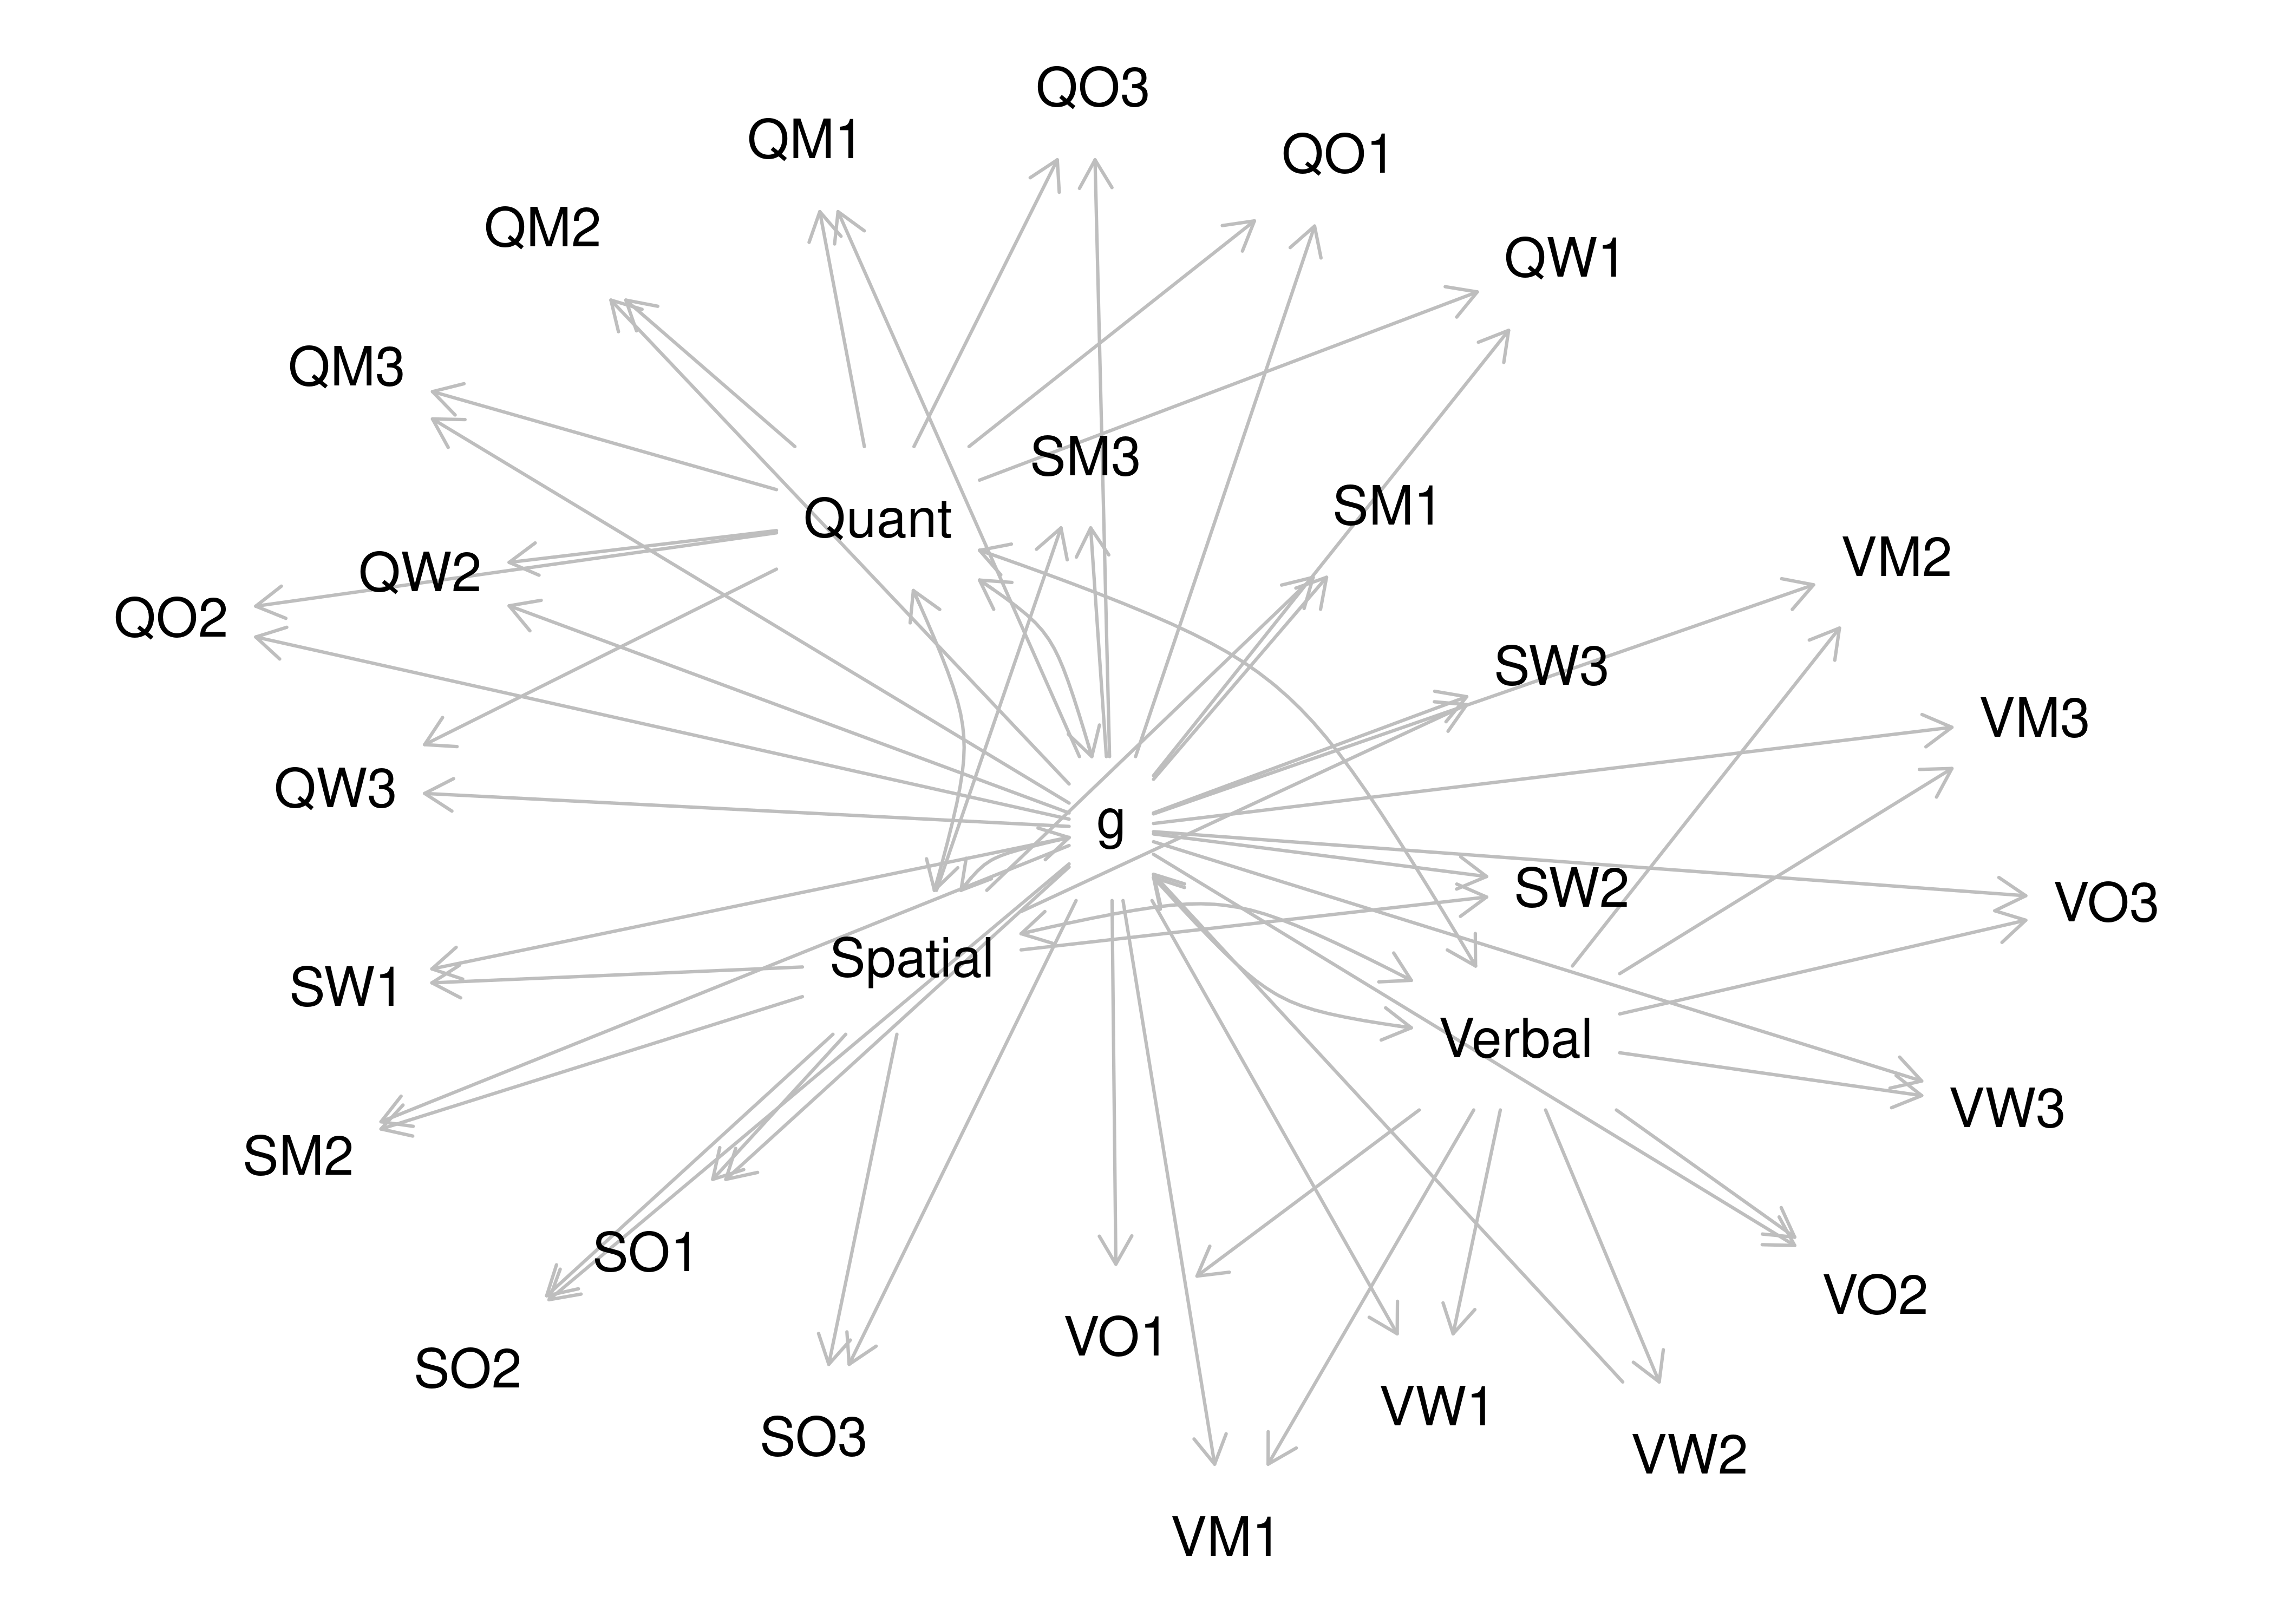 QO3
QM1
QO1
QM2
QW1
QM3
SM3
SM1
Quant
VM2
QW2
QO2
SW3
VM3
QW3
g
SW2
VO3
Spatial
SW1
Verbal
VW3
SM2
SO1
VO2
VO1
SO2
VW1
SO3
VW2
VM1